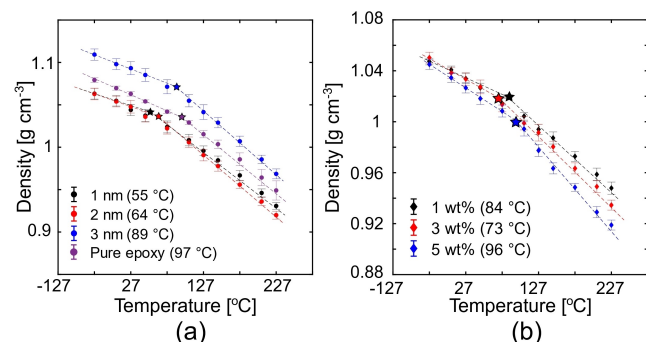 1.1
1
0.9
Density [g cm-3]
1 nm (55 °C)
2 nm (64 °C)
3 nm (89 °C)
Pure epoxy (97 °C)
-127 27 127 227
Temperature [ºC]
(a)
1.08
1.04
1
0.96
0.92
0.88
Density [g cm-3]
1 wt% (84 °C)
3 wt% (73 °C)
5 wt% (96 °C)
-127 27 127 227
Temperature [ºC]
(b)